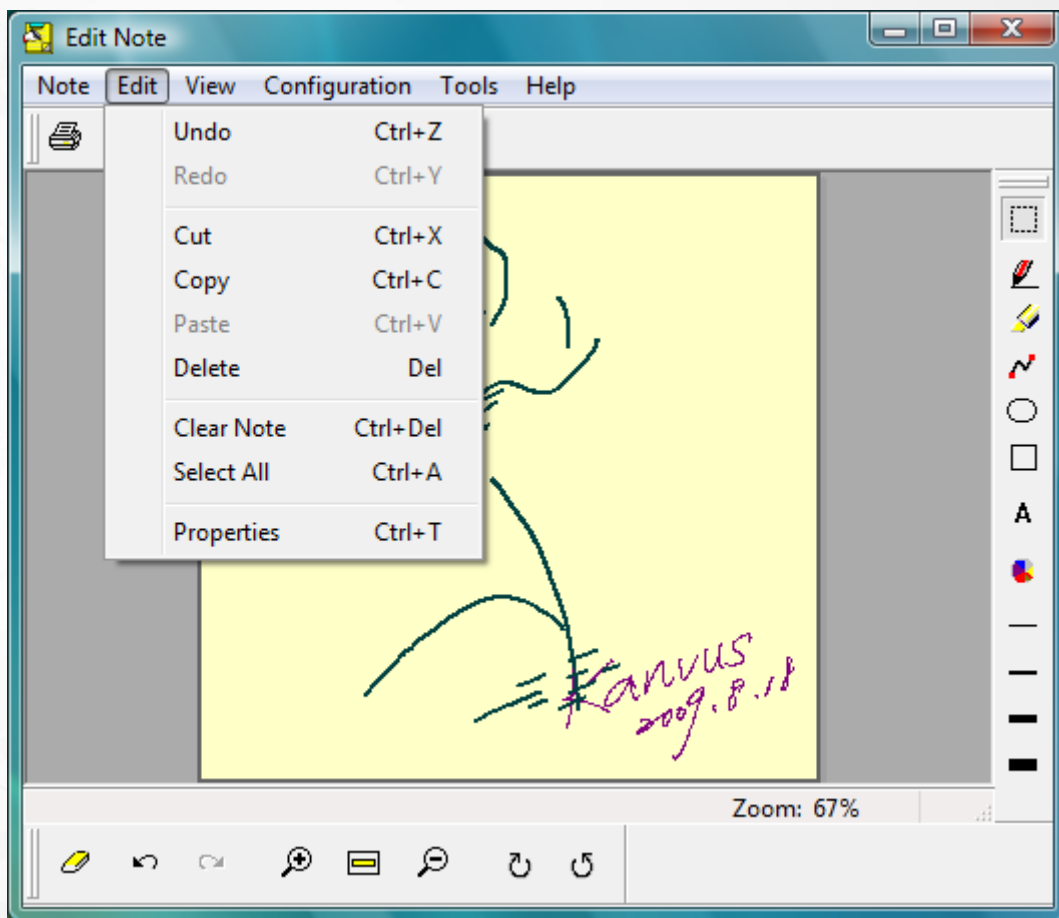 Edit Note
Note Edit View Configuration Tools Help
Undo Ctrl+Z
Redo Ctrl+Y
Cut Ctrl+X
Copy Ctrl+C
Paste Ctrl+V
Delete Del
Clear Note Ctrl+Del
Select All Ctrl+A
Properties Ctrl+T
A
Kanvus
2009.8.18
Zoom: 67%